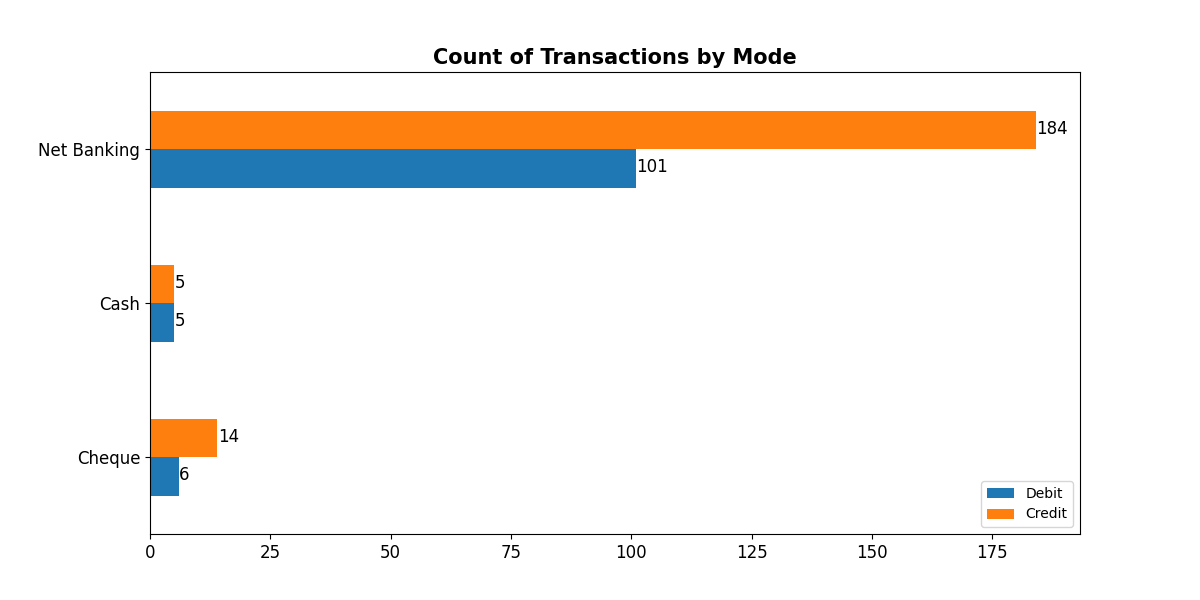 Count of Transactions by Mode
Net Banking
184
101
Cash
5
5
Cheque
14
6
Debit
Credit
0 25 50 75 100 125 150 175